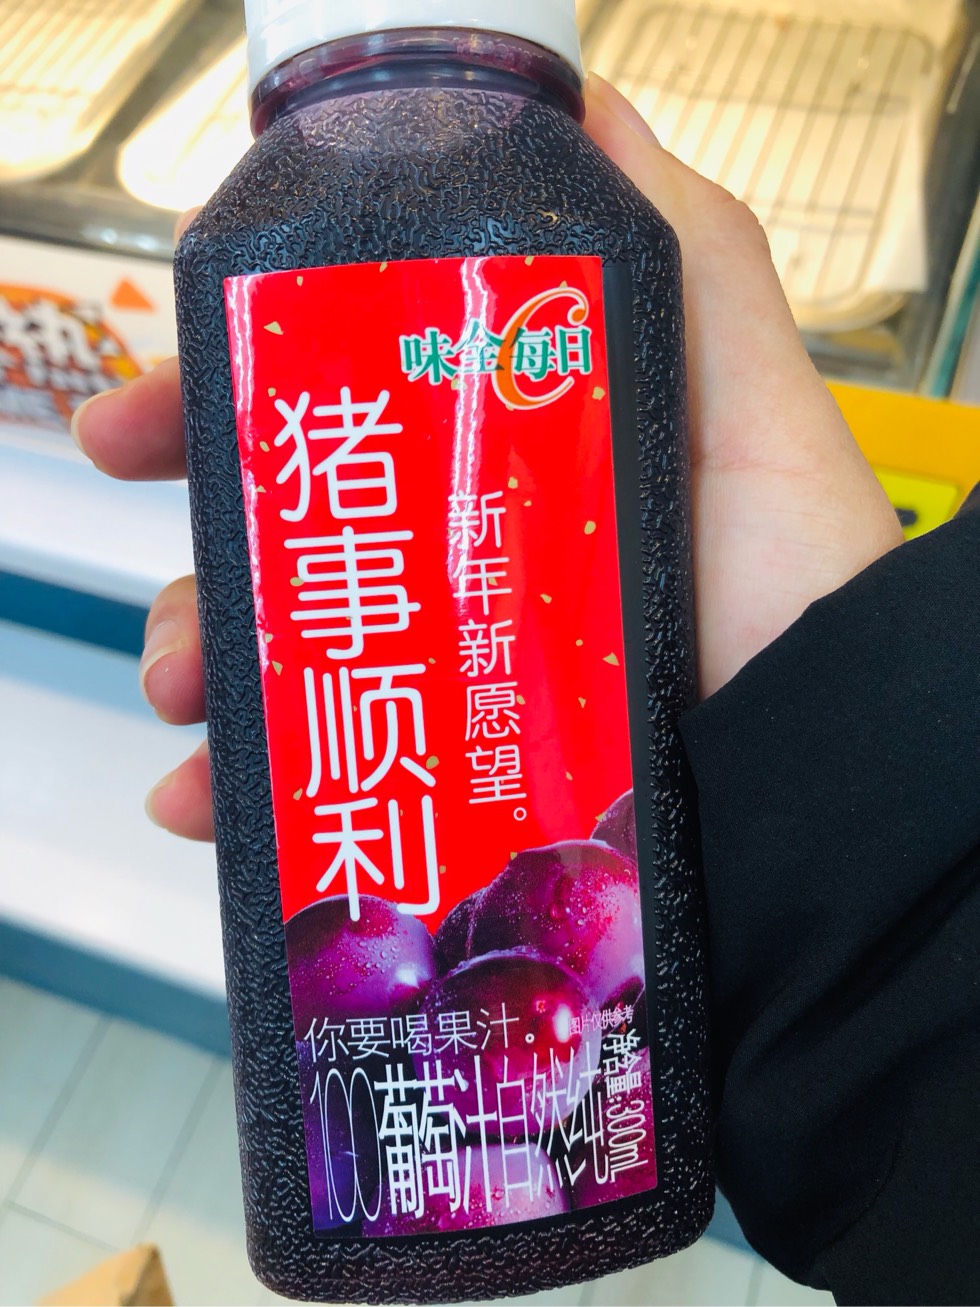 味全每日C
猪事顺利
新年新愿望。
你要喝果汁。
图片仅供参考
100葡萄汁自然纯
净含量:300mL